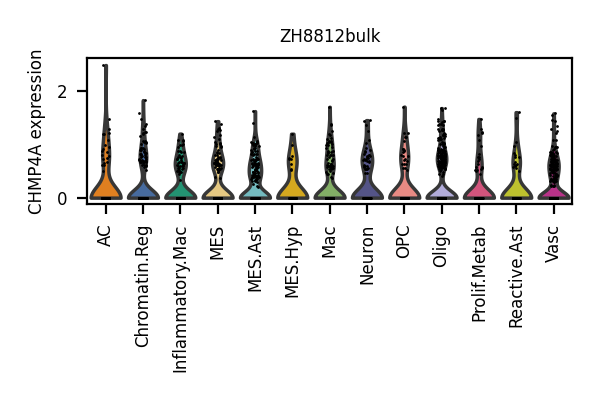 ZH8812bulk
CHMP4A expression
2
0
AC
Chromatin.Reg
Inflammatory.Mac
MES
MES.Ast
MES.Hyp
Mac
Neuron
OPC
Oligo
Prolif.Metab
Reactive.Ast
Vasc